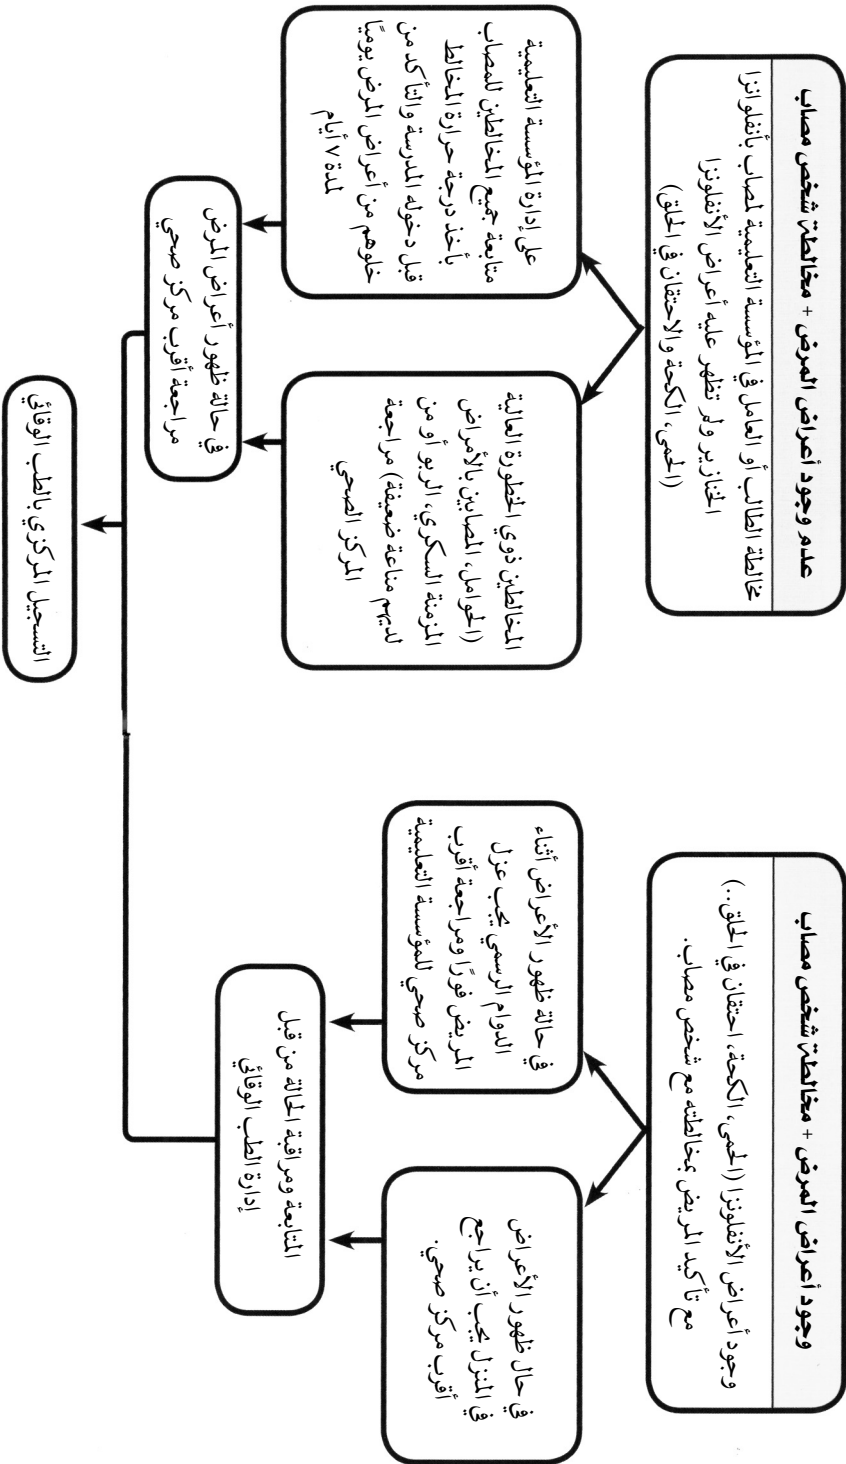 وجود أعراض المرض + مخالطة شخص مصاب
وجود أعراض الأنفلونزا (الحمى، الكحة، احتقان في الحلق..)
مع تأكيد المريض بمخالطته مع شخص مصاب.
في حال ظهور الأعراض
في المنزل يجب أن يراجع
أقرب مركز صحي.
في حالة ظهور الأعراض أثناء
الدوام الرسمي يجب عزل
المريض فورًا ومراجعة أقرب
مركز صحي للمؤسسة التعليمية
المتابعة ومراقبة الحالة من قبل
إدارة الطب الوقائي
عدم وجود أعراض المرض + مخالطة شخص مصاب
مخالطة الطالب أو العامل في المؤسسة التعليمية لمصاب بأنفلوانزا
الخنازير ولم تظهر عليه أعراض الأنفلونزا
(الحمى، الكحة والاحتقان في الحلق)
المخالطين ذوي الخطورة العالية
(الحوامل، المصابين بالأمراض
المزمنة السكري، الربو أو من
لديهم مناعة ضعيفة) مراجعة
المركز الصحي
على إدارة المؤسسة التعليمية
متابعة جميع المخالطين للمصاب
بأخذ درجة حرارة المخالط
قبل دخوله المدرسة والتأكد من
خلوهم من أعراض المرض يوميًا
لمدة ٧ أيام
في حالة ظهور أعراض المرض
مراجعة أقرب مركز صحي
التسجيل المركزي بالطب الوقائي